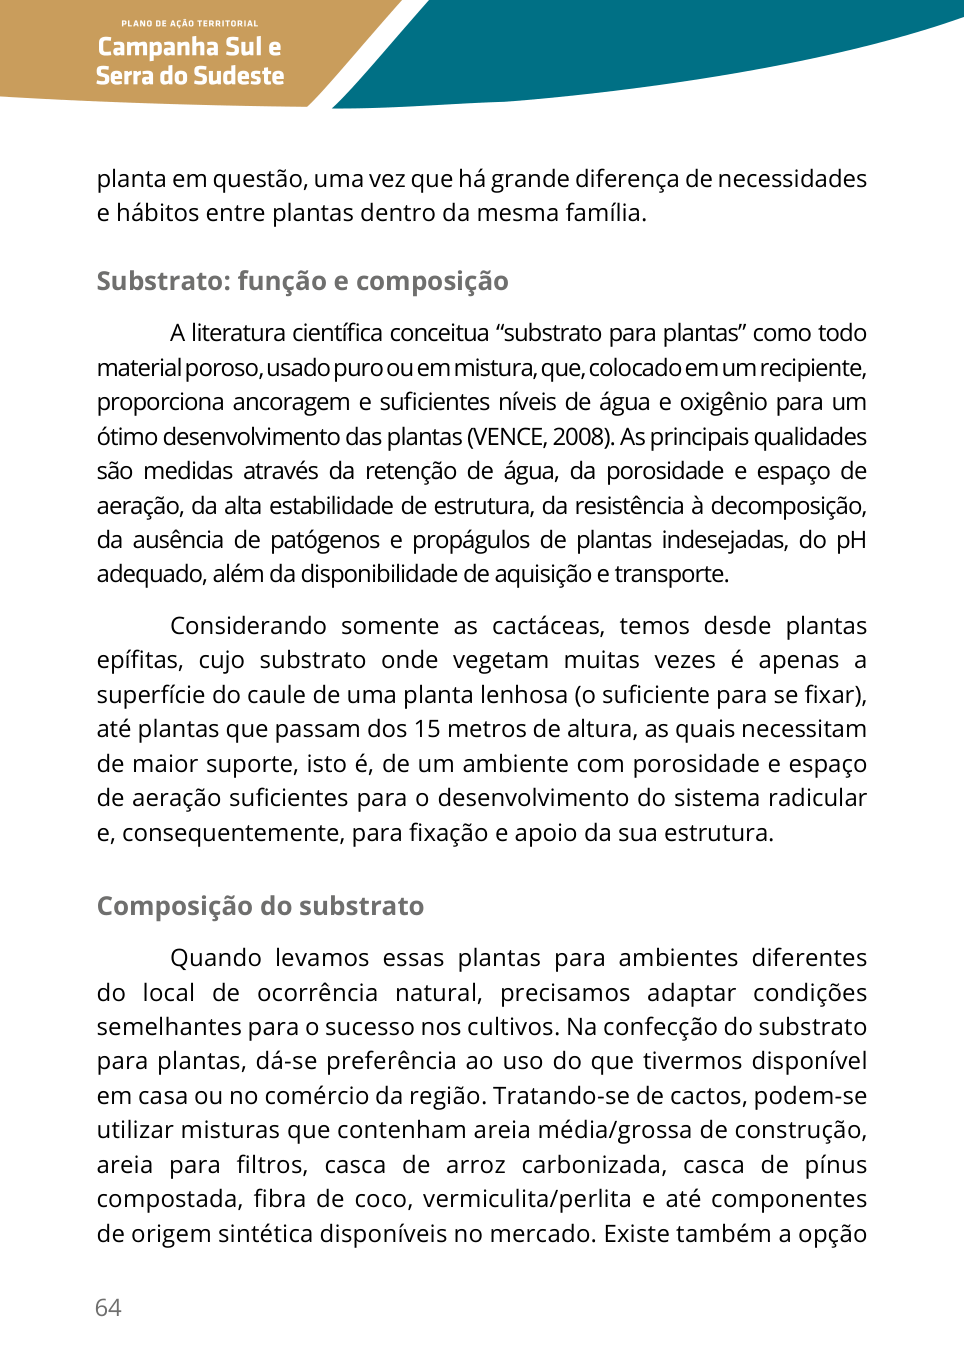 PLANO DE AÇÃO TERRITORIAL
Campanha Sul e
Serra do Sudeste
planta em questão, uma vez que há grande diferença de necessidades
e hábitos entre plantas dentro da mesma família.
Substrato: função e composição
A literatura científica conceitua “substrato para plantas” como todo
material poroso, usado puro ou em mistura, que, colocado em um recipiente,
proporciona ancoragem e suficientes níveis de água e oxigênio para um
ótimo desenvolvimento das plantas (VENCE, 2008). As principais qualidades
são medidas através da retenção de água, da porosidade e espaço de
aeração, da alta estabilidade de estrutura, da resistência à decomposição,
da ausência de patógenos e propágulos de plantas indesejadas, do pH
adequado, além da disponibilidade de aquisição e transporte.
Considerando somente as cactáceas, temos desde plantas
epífitas, cujo substrato onde vegetam muitas vezes é apenas a
superfície do caule de uma planta lenhosa (o suficiente para se fixar),
até plantas que passam dos 15 metros de altura, as quais necessitam
de maior suporte, isto é, de um ambiente com porosidade e espaço
de aeração suficientes para o desenvolvimento do sistema radicular
e, consequentemente, para fixação e apoio da sua estrutura.
Composição do substrato
Quando levamos essas plantas para ambientes diferentes
do local de ocorrência natural, precisamos adaptar condições
semelhantes para o sucesso nos cultivos. Na confecção do substrato
para plantas, dá-se preferência ao uso do que tivermos disponível
em casa ou no comércio da região. Tratando-se de cactos, podem-se
utilizar misturas que contenham areia média/grossa de construção,
areia para filtros, casca de arroz carbonizada, casca de pínus
compostada, fibra de coco, vermiculita/perlita e até componentes
de origem sintética disponíveis no mercado. Existe também a opção
64